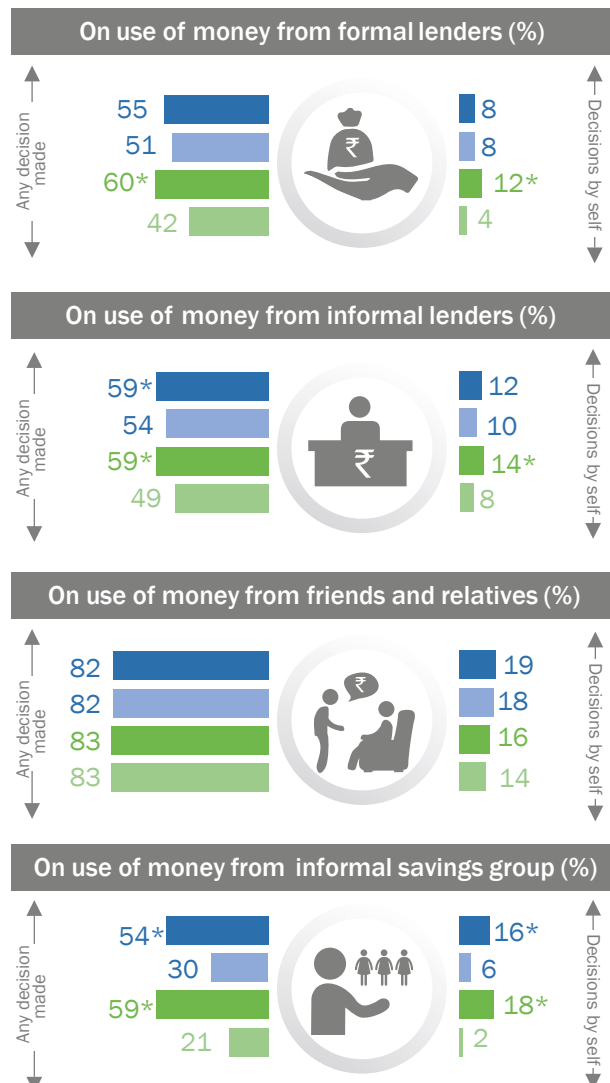 On use of money from formal lenders (%)
Any decision
made
55
51
60*
42
₹
8
8
12*
4
Decisions by self
On use of money from informal lenders (%)
Any decision
made
59*
54
59*
49
₹
12
10
14*
8
Decisions by self
On use of money from friends and relatives (%)
Any decision
made
82
82
83
83
₹
19
18
16
14
Decisions by self
On use of money from informal savings group (%)
Any decision
made
54*
30
59*
21
16*
6
18*
2
Decisions by self